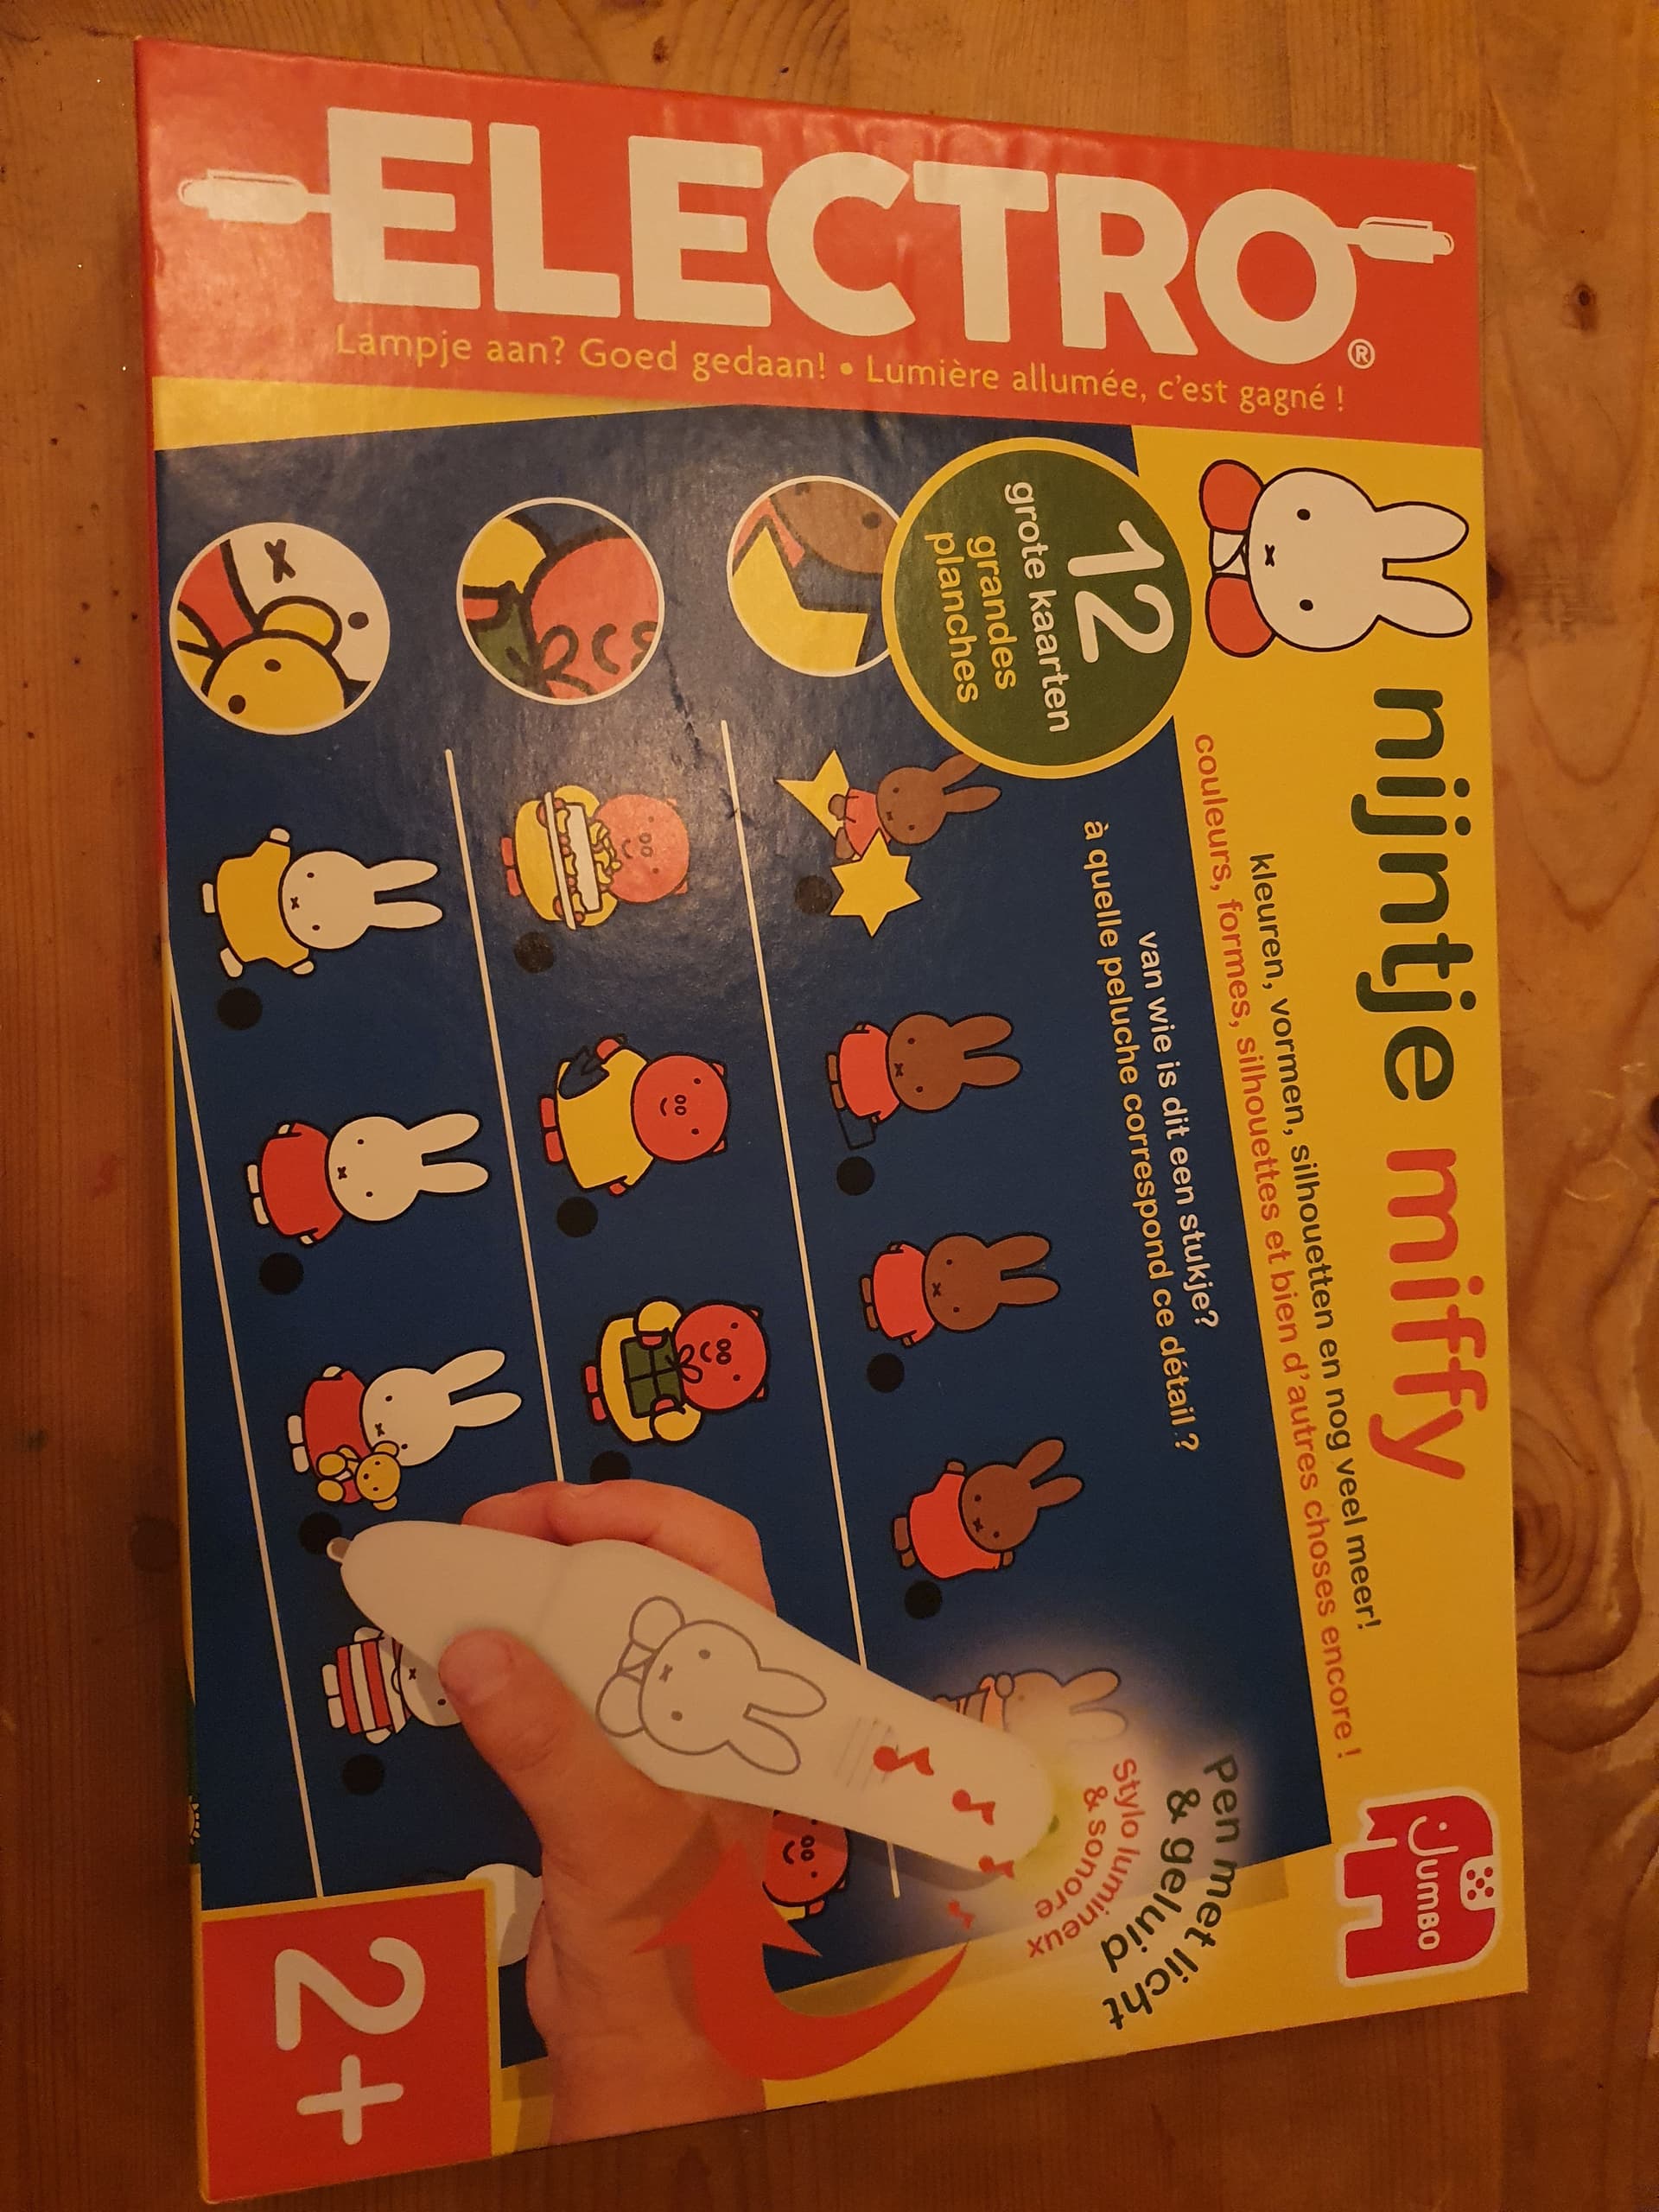 ELECTRO®
Lampje aan? Goed gedaan! • Lumière allumée, c'est gagné !
nijntje miffy
kleuren, vormen, silhouetten en nog veel meer!
couleurs, formes, silhouettes et bien d'autres choses encore !
12
grote kaarten
grandes
planches
van wie is dit een stukje?
à quelle peluche correspond ce détail ?
Pen met licht
& geluid
Stylo lumineux
& sonore
Jumbo
2+